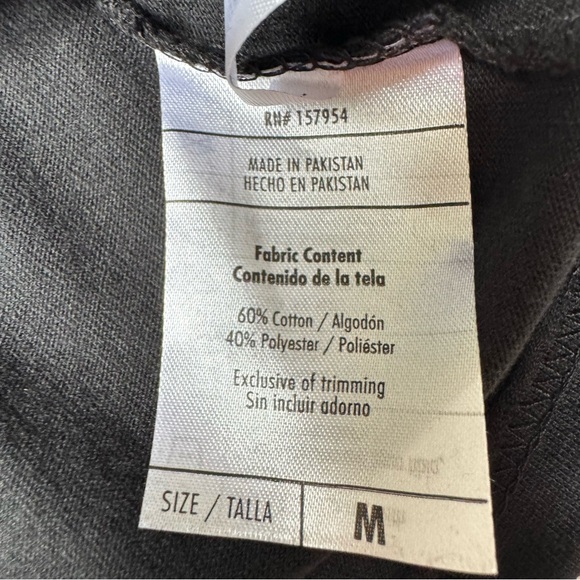 RN# 157954
MADE IN PAKISTAN
HECHO EN PAKISTAN
Fabric Content
Contenido de la tela
60% Cotton / Algodón
40% Polyester / Poliéster
Exclusive of trimming
Sin incluir adorno
SIZE / TALLA
M